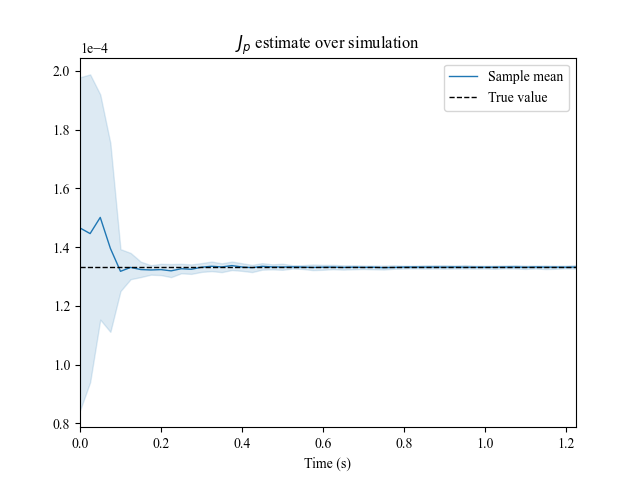 J_p estimate over simulation
1e−4
Sample mean
True value
2.0
1.8
1.6
1.4
1.2
1.0
0.8
0.0 0.2 0.4 0.6 0.8 1.0 1.2
Time (s)